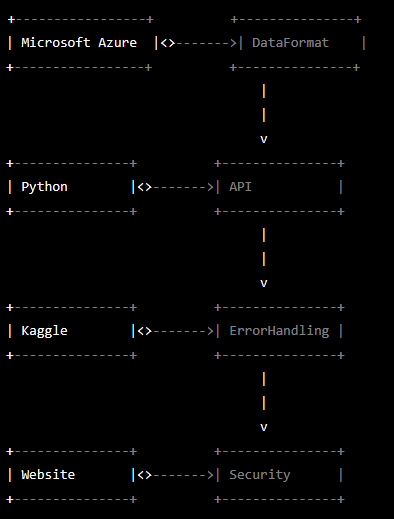 +-----------------+          +---------------+
| Microsoft Azure  |<>------->| DataFormat    |
+-----------------+          +---------------+
|
|
v
+---------------+          +---------------+
| Python        |<>------->| API           |
+---------------+          +---------------+
|
|
v
+---------------+          +---------------+
| Kaggle        |<>------->| ErrorHandling |
+---------------+          +---------------+
|
|
v
+---------------+          +---------------+
| Website       |<>------->| Security      |
+---------------+          +---------------+